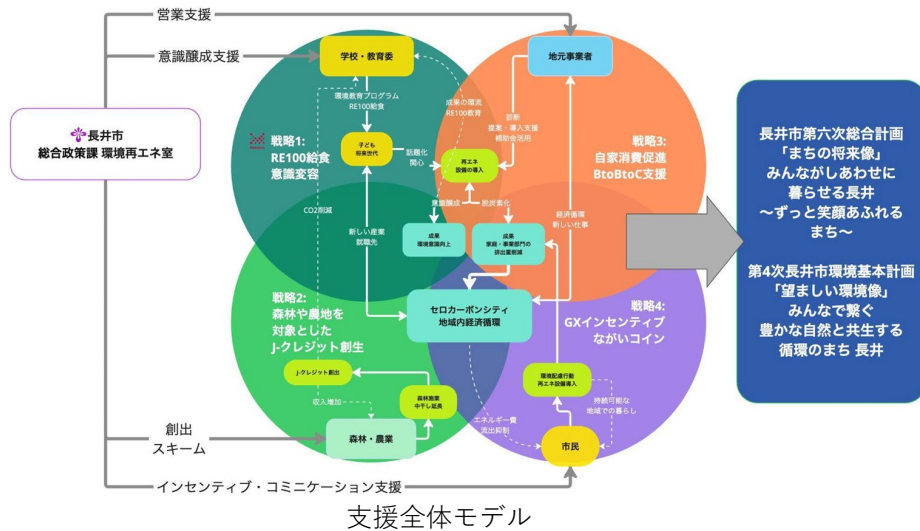 営業支援
意識醸成支援
長井市
総合政策課 環境再エネ室
学校・教育委
環境教育プログラム
RE100給食
成果の環流
RE100教育
戦略1:
RE100給食
意識変容
子ども
将来世代
話題化
関心
再エネ
設備の導入
地元事業者
診断
提案・導入支援
補助金活用
戦略3:
自家消費促進
BtoBtoC支援
意識醸成
脱炭素化
CO2削減
新しい産業
就職先
成果
環境意識向上
成果
家庭・事業部門の
排出量削減
経済循環
新しい仕事
戦略2:
森林や農地を
対象とした
J-クレジット創生
ゼロカーボンシティ
地域内経済循環
戦略4:
GXインセンティブ
ながいコイン
J-クレジット創出
森林施業
中干し延長
収入増加
環境配慮行動
再エネ設備導入
持続可能な
地域での暮らし
エネルギー費
流出抑制
創出
スキーム
森林・農業
市民
インセンティブ・コミニケーション支援
長井市第六次総合計画
「まちの将来像」
みんながしあわせに
暮らせる長井
〜ずっと笑顔あふれる
まち〜
第4次長井市環境基本計画
「望ましい環境像」
みんなで繋ぐ
豊かな自然と共生する
循環のまち 長井
支援全体モデル